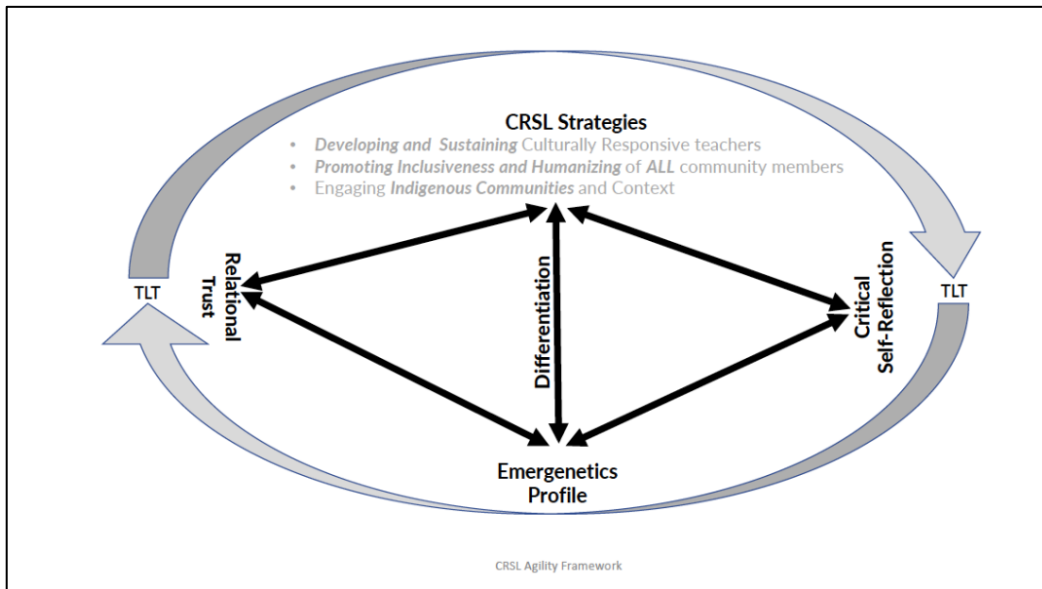 CRSL Strategies
• Developing and Sustaining Culturally Responsive teachers
• Promoting Inclusiveness and Humanizing of ALL community members
• Engaging Indigenous Communities and Context
TLT
Relational
Trust
Differentiation
Critical
Self-Reflection
TLT
Emergenetics
Profile
CRSL Agility Framework